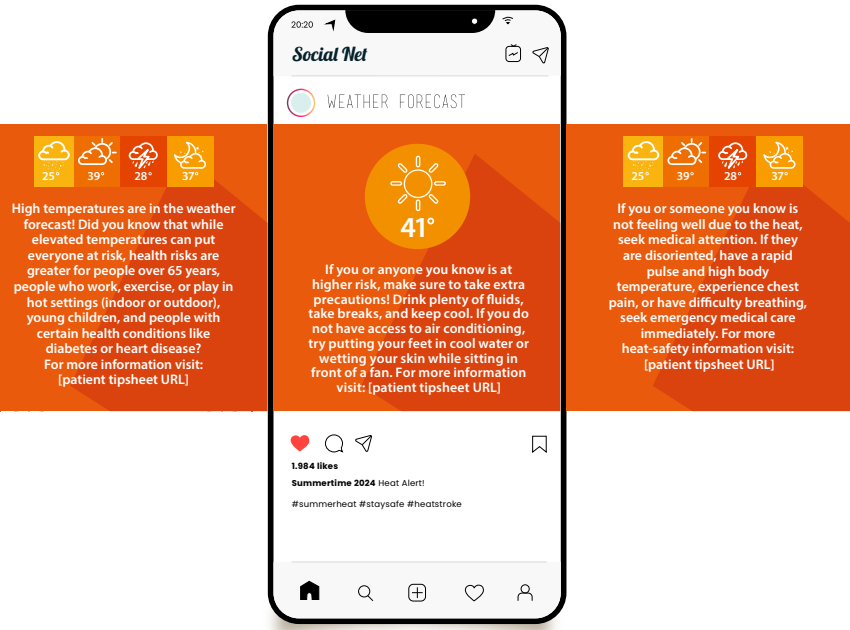 20:20
Social Net
WEATHER FORECAST
25° 39° 28° 37°
High temperatures are in the weather
forecast! Did you know that while
elevated temperatures can put
everyone at risk, health risks are
greater for people over 65 years,
people who work, exercise, or play in
hot settings (indoor or outdoor),
young children, and people with
certain health conditions like
diabetes or heart disease?
For more information visit:
[patient tipsheet URL]
41°
If you or anyone you know is at
higher risk, make sure to take extra
precautions! Drink plenty of fluids,
take breaks, and keep cool. If you do
not have access to air conditioning,
try putting your feet in cool water or
wetting your skin while sitting in
front of a fan. For more information
visit: [patient tipsheet URL]
25° 39° 28° 37°
If you or someone you know is
not feeling well due to the heat,
seek medical attention. If they
are disoriented, have a rapid
pulse and high body
temperature, experience chest
pain, or have difficulty breathing,
seek emergency medical care
immediately. For more
heat-safety information visit:
[patient tipsheet URL]
1.984 likes
Summertime 2024 Heat Alert!
#summerheat #staysafe #heatstroke